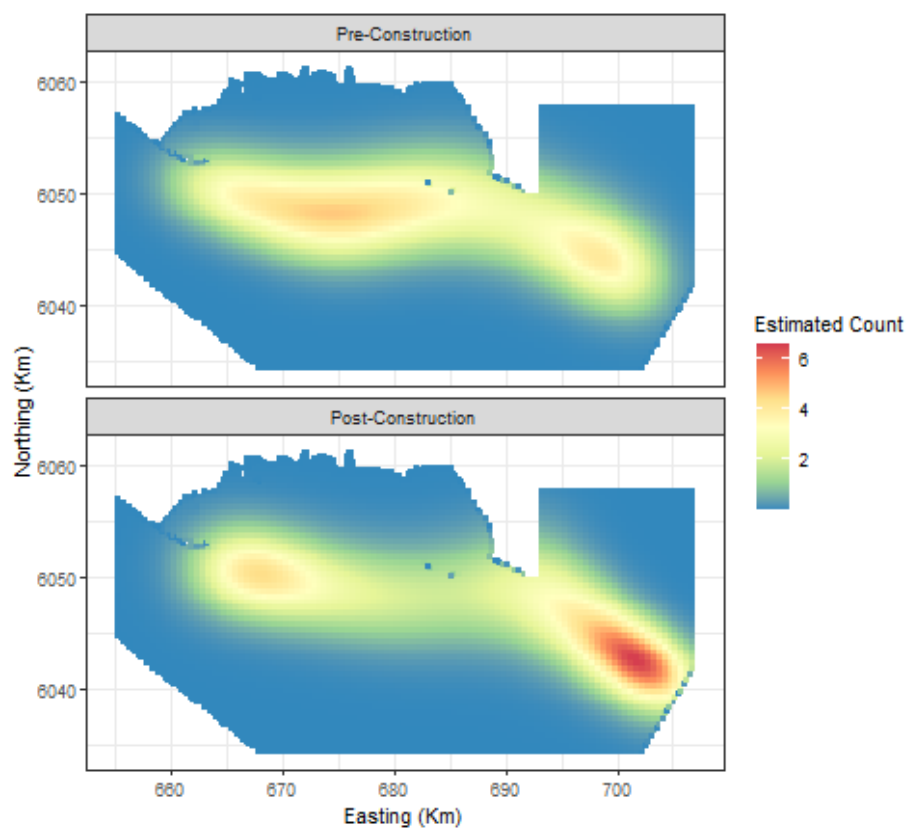 Pre-Construction
6060
6050
6040
Northing (Km)
Estimated Count
6
4
2
Post-Construction
6060
6050
6040
660 670 680 690 700
Easting (Km)